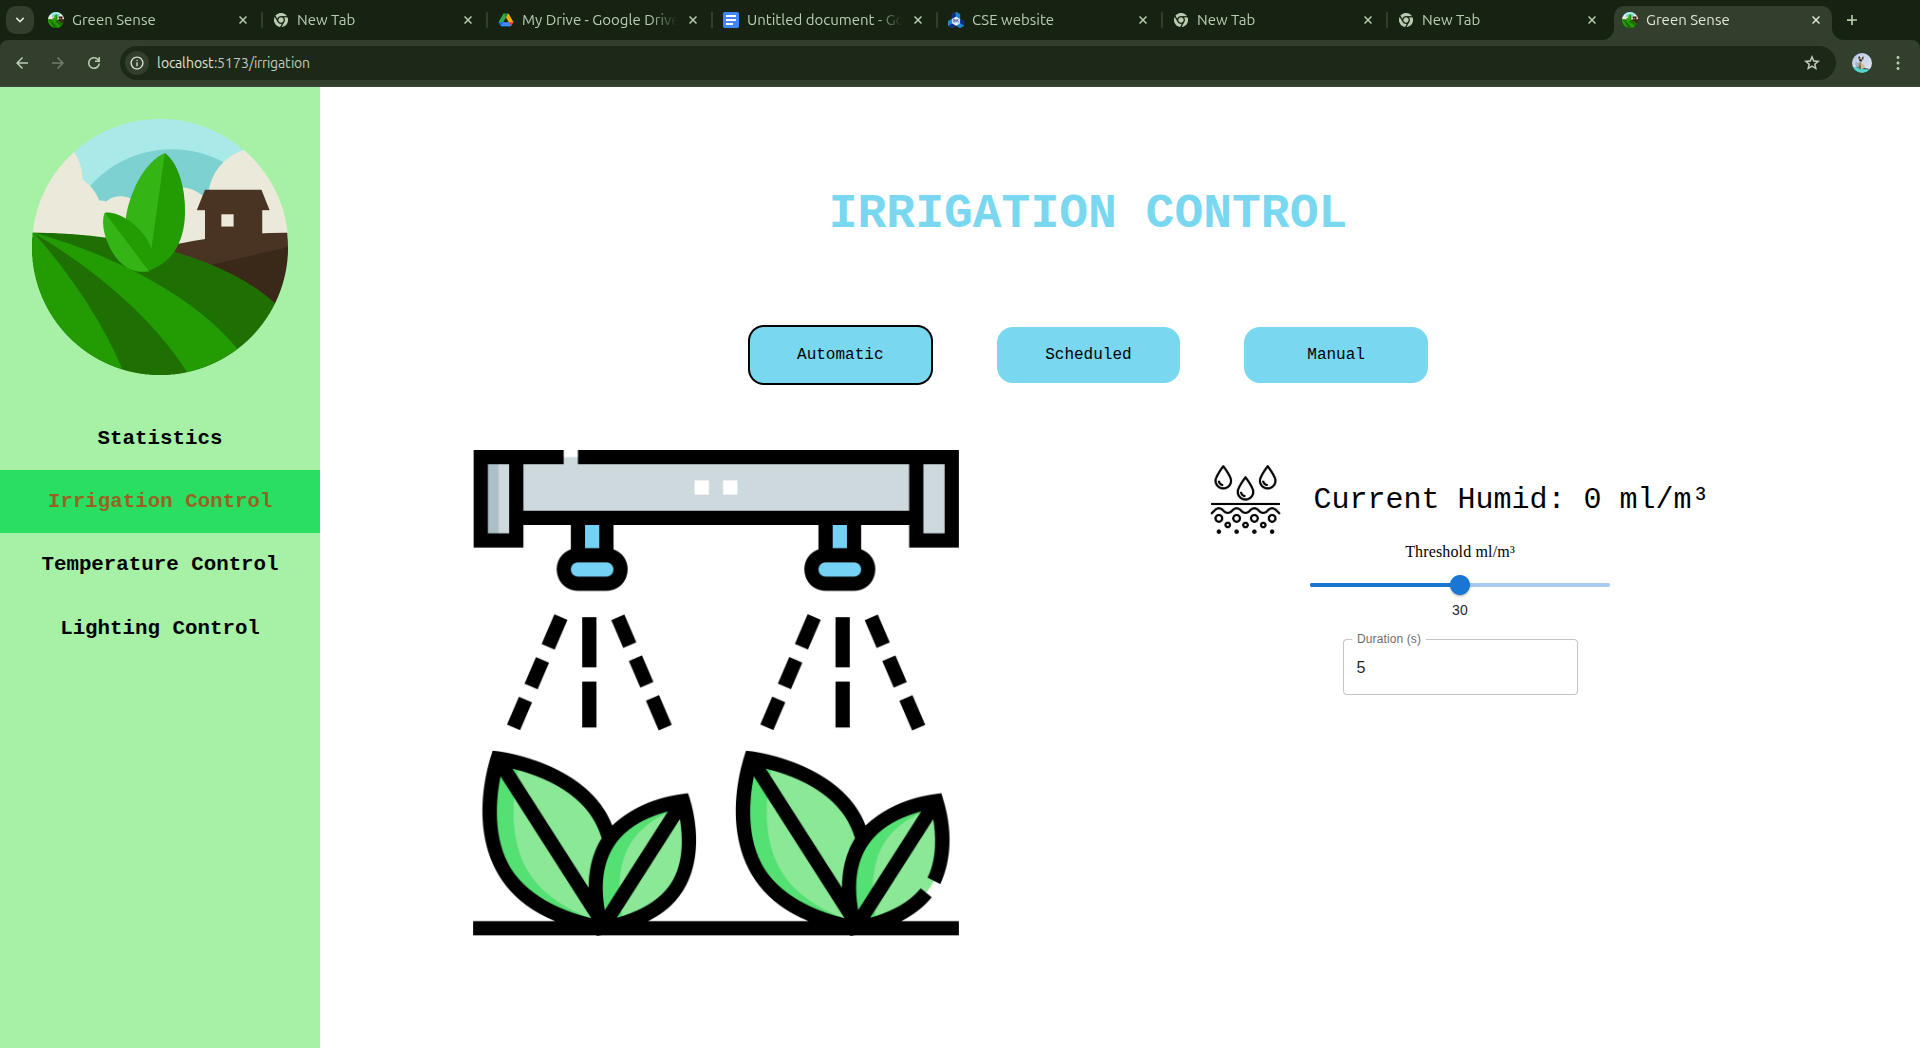 Green Sense
New Tab
My Drive - Google Drive
Untitled document - Go
CSE website
New Tab
New Tab
Green Sense
localhost:5173/irrigation
IRRIGATION CONTROL
Automatic
Scheduled
Manual
Statistics
Irrigation Control
Temperature Control
Lighting Control
Current Humid: 0 ml/m³
Threshold ml/m³
30
Duration (s)
5